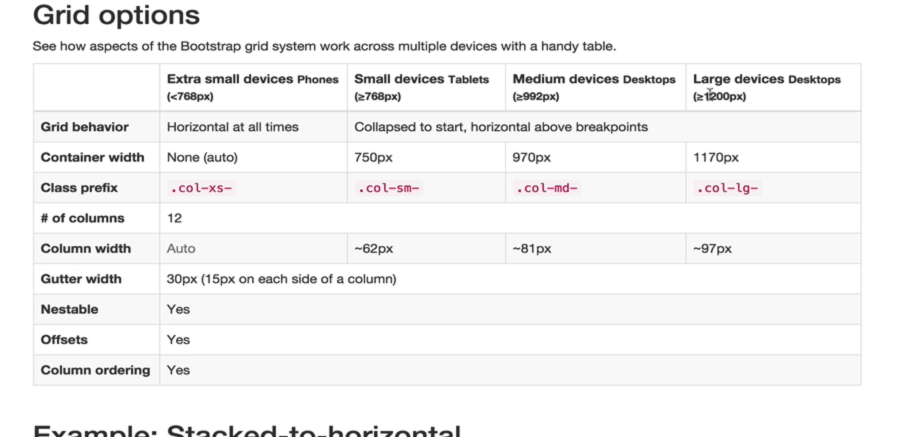 Grid options
See how aspects of the Bootstrap grid system work across multiple devices with a handy table.
Extra small devices Phones (<768px) Small devices Tablets (≥768px) Medium devices Desktops (≥992px) Large devices Desktops (≥1200px)
Grid behavior Horizontal at all times Collapsed to start, horizontal above breakpoints
Container width None (auto) 750px 970px 1170px
Class prefix .col-xs- .col-sm- .col-md- .col-lg-
# of columns 12
Column width Auto ~62px ~81px ~97px
Gutter width 30px (15px on each side of a column)
Nestable Yes
Offsets Yes
Column ordering Yes
Example: Stacked-to-horizontal